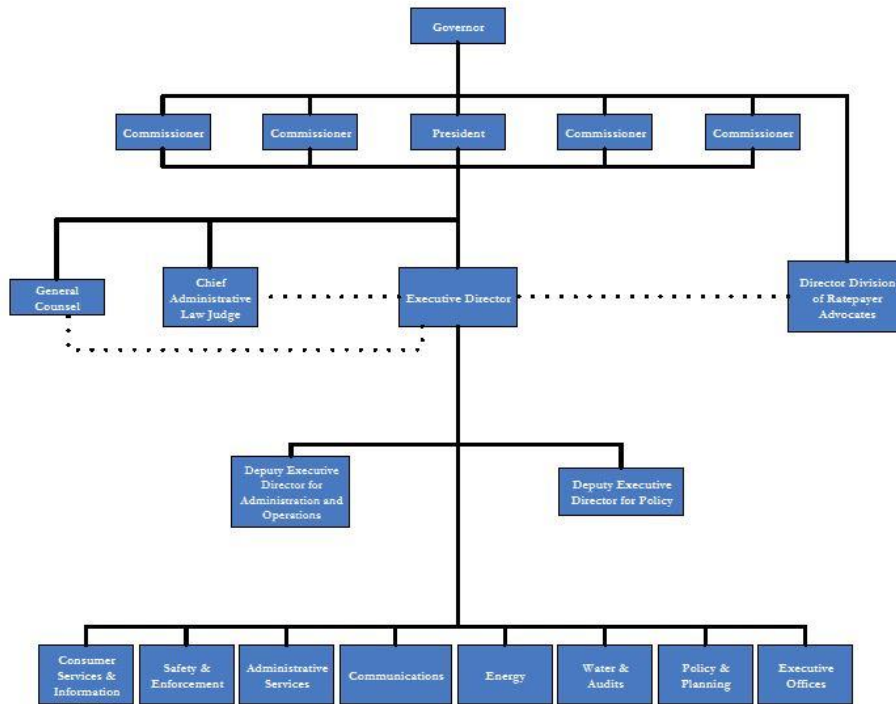 Governor
Commissioner
Commissioner
President
Commissioner
Commissioner
General
Counsel
Chief
Administrative
Law Judge
Executive Director
Director Division
of Ratepayer
Advocates
Deputy Executive
Director for
Administration and
Operations
Deputy Executive
Director for Policy
Consumer
Services &
Information
Safety &
Enforcement
Administrative
Services
Communications
Energy
Water &
Audits
Policy &
Planning
Executive
Offices